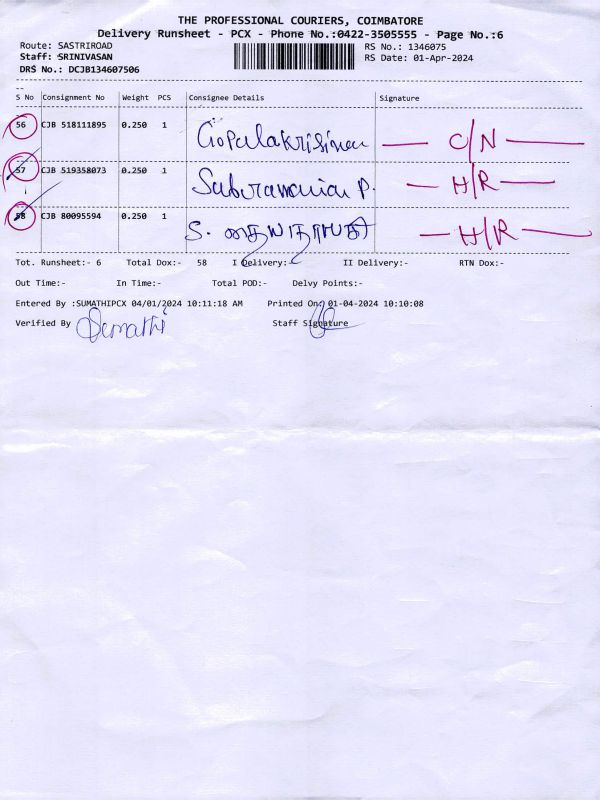 THE PROFESSIONAL COURIERS, COIMBATORE
Delivery Runsheet - PCX - Phone No.:0422-3505555 - Page No.:6
Route: SASTRIROAD
RS No.: 1346075
Staff: SRINIVASAN
RS Date: 01-Apr-2024
DRS No.: DCJB134607506
S No Consignment No Weight PCS Consignee Details Signature
56 CJB 518111895 0.250 1 Gopalakrishnan C/N
57 CJB 519358073 0.250 1 Subramanian P. H/R
58 CJB 80095594 0.250 1 S. H/R
Tot. Runsheet:- 6 Total Dox:- 58 I Delivery:- II Delivery:- RTN Dox:-
Out Time:- In Time:- Total POD:- Delvy Points:-
Entered By :SUMATHIPCX 04/01/2024 10:11:18 AM Printed On: 01-04-2024 10:10:08
Verified By Sumathi Staff Signature